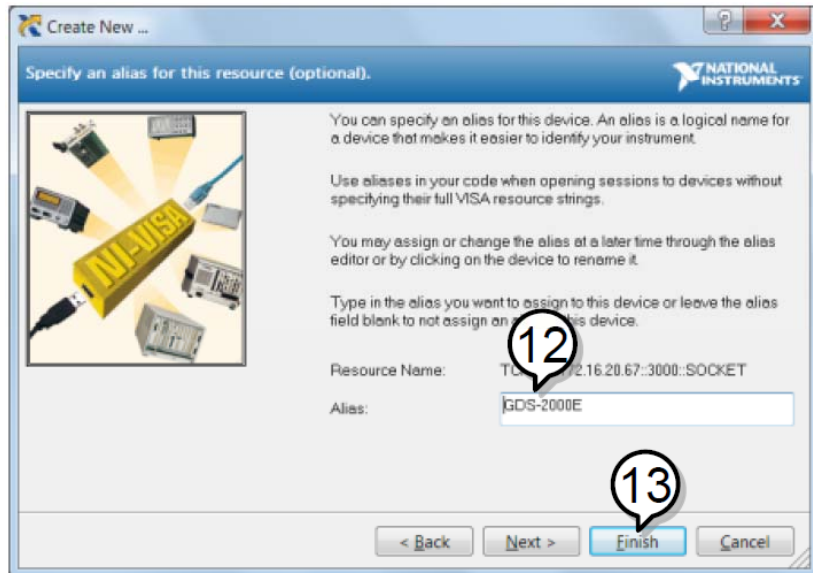 Create New ...
Specify an alias for this resource (optional).
NATIONAL
INSTRUMENTS
NI-VISA
You can specify an alias for this device. An alias is a logical name for
a device that makes it easier to identify your instrument.
Use aliases in your code when opening sessions to devices without
specifying their full VISA resource strings.
You may assign or change the alias at a later time through the alias
editor or by clicking on the device to rename it.
Type in the alias you want to assign to this device or leave the alias
field blank to not assign an this device.
12
Resource Name: 72.16.20.67::3000::SOCKET
Alias: GDS-2000E
13
< Back Next > Finish Cancel